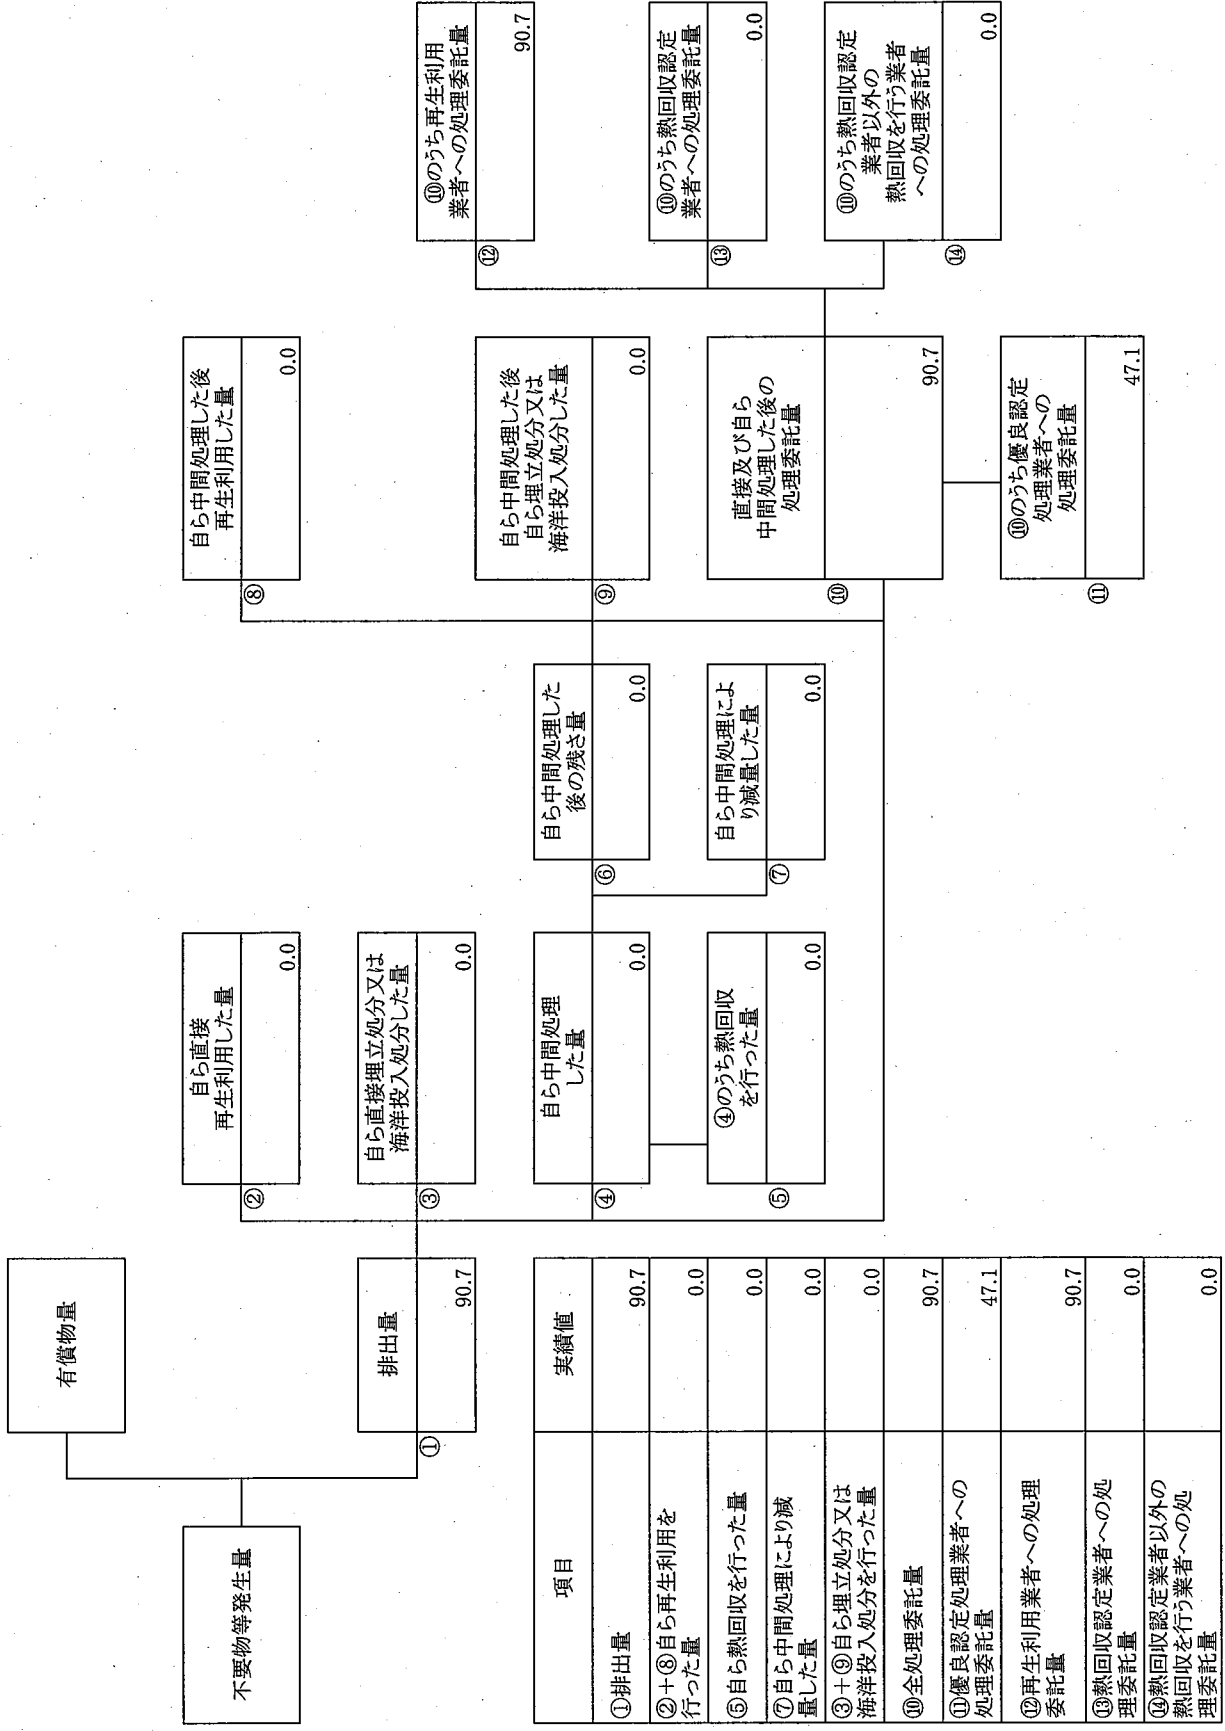 不要物等発生量
有償物量
①
排出量
90.7
②
自ら直接
再生利用した量
0.0
③
自ら直接埋立処分又は
海洋投入処分した量
0.0
④
自ら中間処理
した量
0.0
⑤
④のうち熱回収
を行った量
0.0
⑥
自ら中間処理した
後の残さ量
0.0
⑦
自ら中間処理によ
り減量した量
0.0
⑧
自ら中間処理した後
再生利用した量
0.0
⑨
自ら中間処理した後
自ら埋立処分又は
海洋投入処分した量
0.0
⑩
直接及び自ら
中間処理した後の
処理委託量
90.7
⑪
⑩のうち優良認定
処理業者への
処理委託量
47.1
⑫
⑩のうち再生利用
業者への処理委託量
90.7
⑬
⑩のうち熱回収認定
業者への処理委託量
0.0
⑭
⑩のうち熱回収認定
業者以外の
熱回収を行う業者
への処理委託量
0.0
項目 実績値
①排出量 90.7
②+⑧自ら再生利用を
行った量 0.0
⑤自ら熱回収を行った量 0.0
⑦自ら中間処理により減
量した量 0.0
③+⑨自ら埋立処分又は
海洋投入処分を行った量 0.0
⑩全処理委託量 90.7
⑪優良認定処理業者への
処理委託量 47.1
⑫再生利用業者への処理
委託量 90.7
⑬熱回収認定業者への処
理委託量 0.0
⑭熱回収認定業者以外の
熱回収を行う業者への処
理委託量 0.0